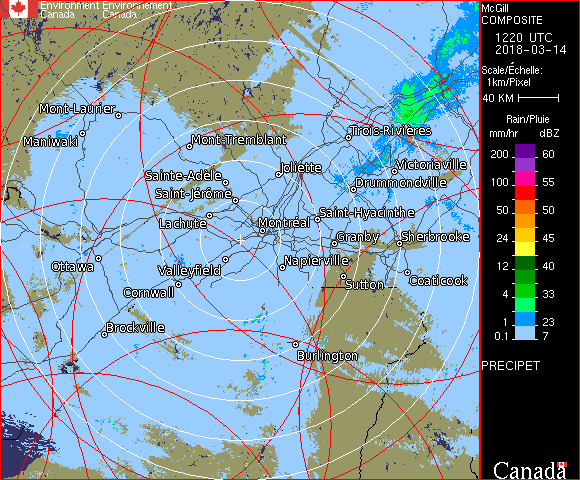 Environment Environnement
Canada Canada
McGill
COMPOSITE
1220 UTC
2018-03-14
Scale/Échelle:
1km/Pixel
40 KM
Rain/Pluie
mm/hr dBZ
200 60
100 55
50 50
24 45
12 40
4 33
1 23
0.1 7
PRECIPET
Canada
Mont-Laurier
Maniwaki
Mont-Tremblant
Trois-Rivières
Joliette
Victoriaville
Sainte-Adèle
Drummondville
Saint-Jérôme
Lachute
Saint-Hyacinthe
Montréal
Granby
Sherbrooke
Ottawa
Valleyfield
Napierville
Coaticook
Cornwall
Sutton
Brockville
Burlington